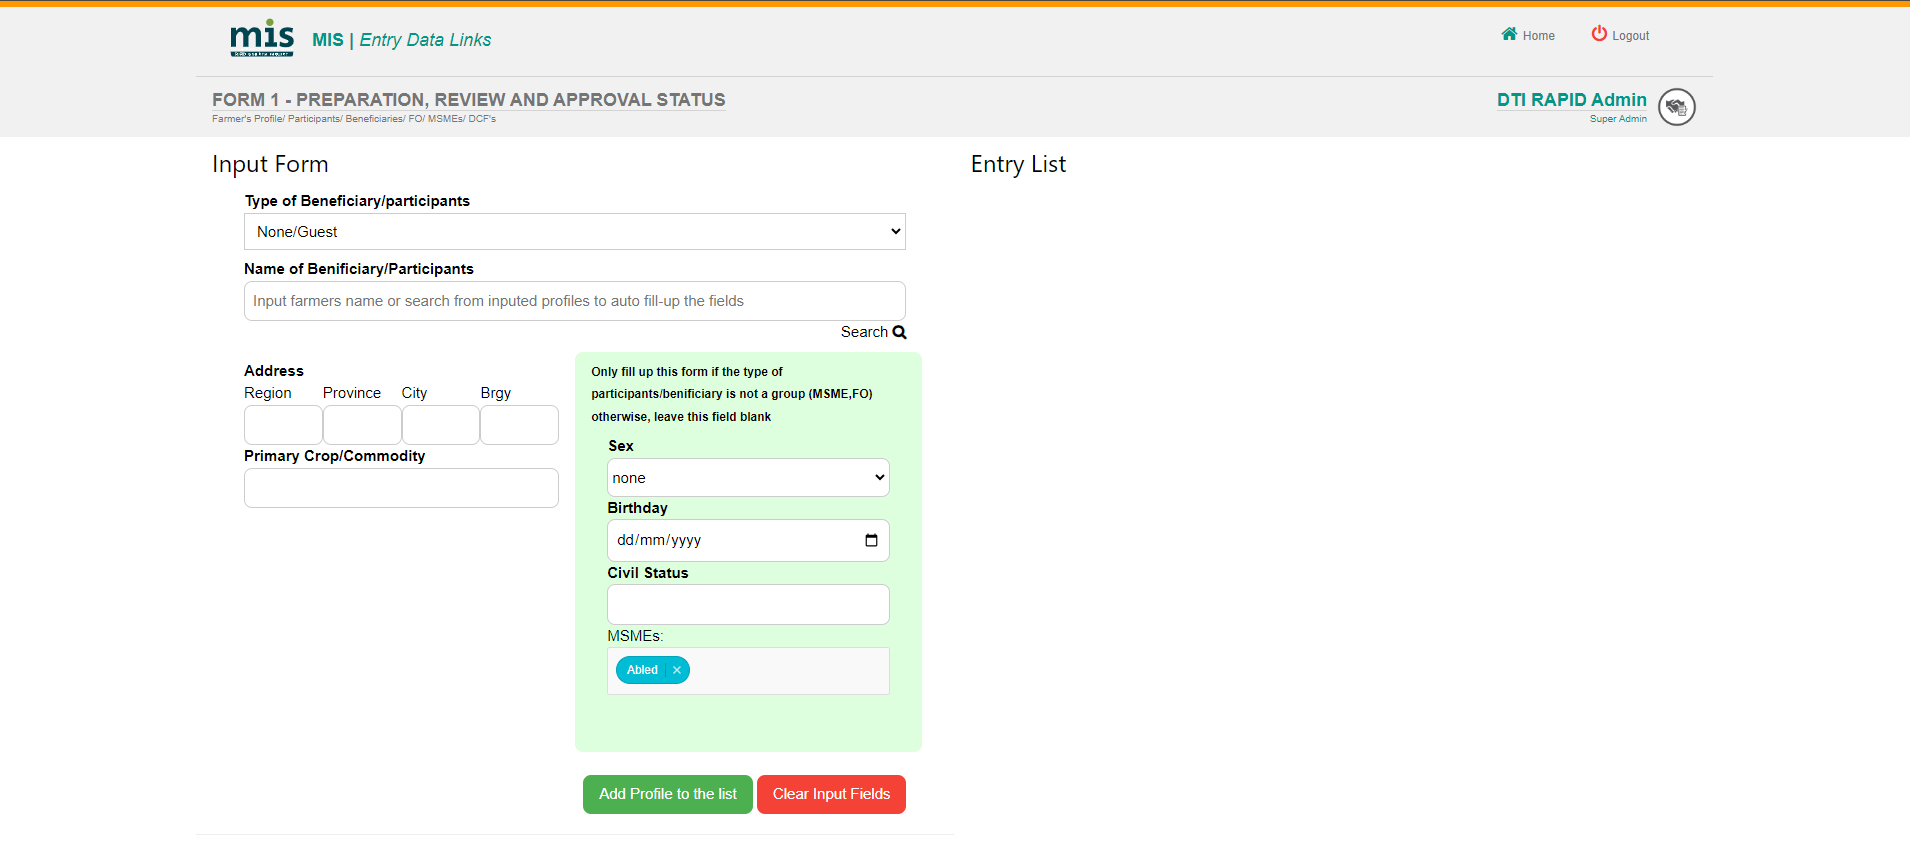 mis
MIS | Entry Data Links
Home
Logout
FORM 1 - PREPARATION, REVIEW AND APPROVAL STATUS
Farmer's Profile/ Participants/ Beneficiaries/ FO/ MSMEs/ DCF's
DTI RAPID Admin
Super Admin
Input Form
Type of Beneficiary/participants
None/Guest
Name of Benificiary/Participants
Input farmers name or search from inputed profiles to auto fill-up the fields
Search
Address
Region Province City Brgy
Primary Crop/Commodity
Only fill up this form if the type of
participants/benificiary is not a group (MSME,FO)
otherwise, leave this field blank
Sex
none
Birthday
dd/mm/yyyy
Civil Status
MSMEs:
Abled ×
Add Profile to the list
Clear Input Fields
Entry List